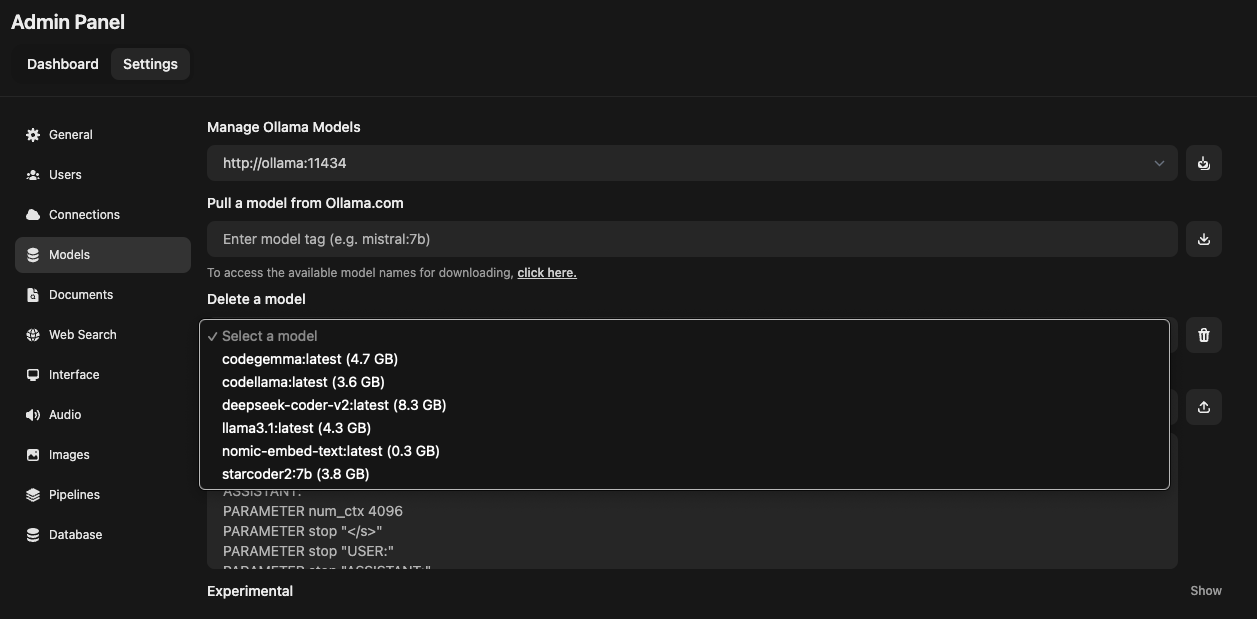 Admin Panel
Dashboard
Settings
General
Users
Connections
Models
Documents
Web Search
Interface
Audio
Images
Pipelines
Database
Manage Ollama Models
http://ollama:11434
Pull a model from Ollama.com
Enter model tag (e.g. mistral:7b)
To access the available model names for downloading, click here.
Delete a model
✓ Select a model
codegemma:latest (4.7 GB)
codellama:latest (3.6 GB)
deepseek-coder-v2:latest (8.3 GB)
llama3.1:latest (4.3 GB)
nomic-embed-text:latest (0.3 GB)
starcoder2:7b (3.8 GB)
ASSISTANT:
PARAMETER num_ctx 4096
PARAMETER stop "</s>"
PARAMETER stop "USER:"
PARAMETER stop "ASSISTANT:"
Experimental
Show